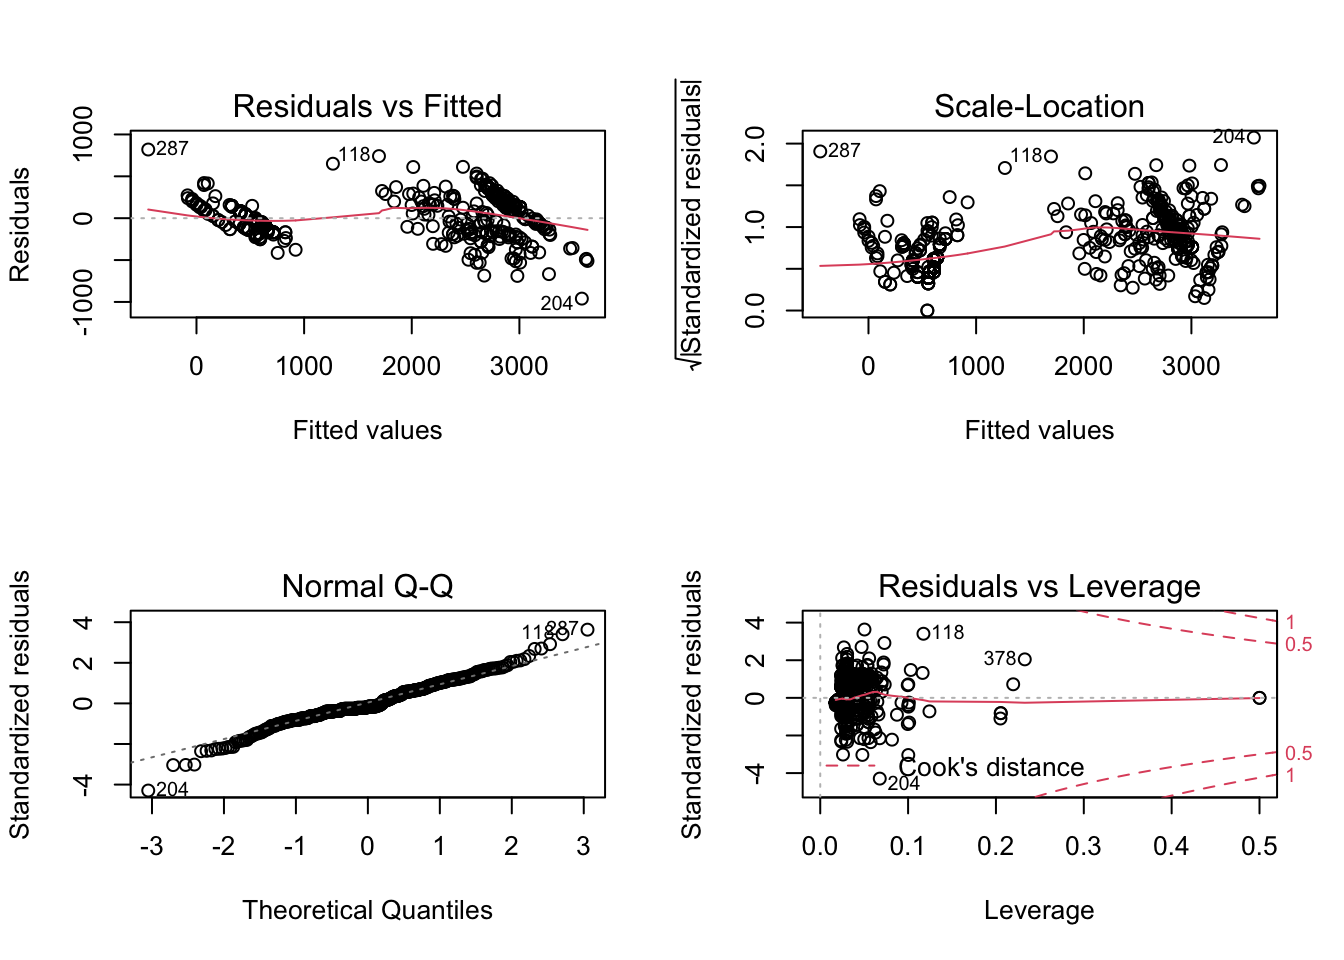 Residuals vs Fitted
Residuals
1000
0
-1000
287
118
204
0 1000 2000 3000
Fitted values
Scale-Location
√|Standardized residuals|
2.0
1.0
0.0
287
118
204
0 1000 2000 3000
Fitted values
Normal Q-Q
Standardized residuals
4
2
0
-4
118
287
204
-3 -2 -1 0 1 2 3
Theoretical Quantiles
Residuals vs Leverage
Standardized residuals
4
2
0
-4
118
378
204
Cook's distance
1
0.5
0.5
1
0.0 0.1 0.2 0.3 0.4 0.5
Leverage